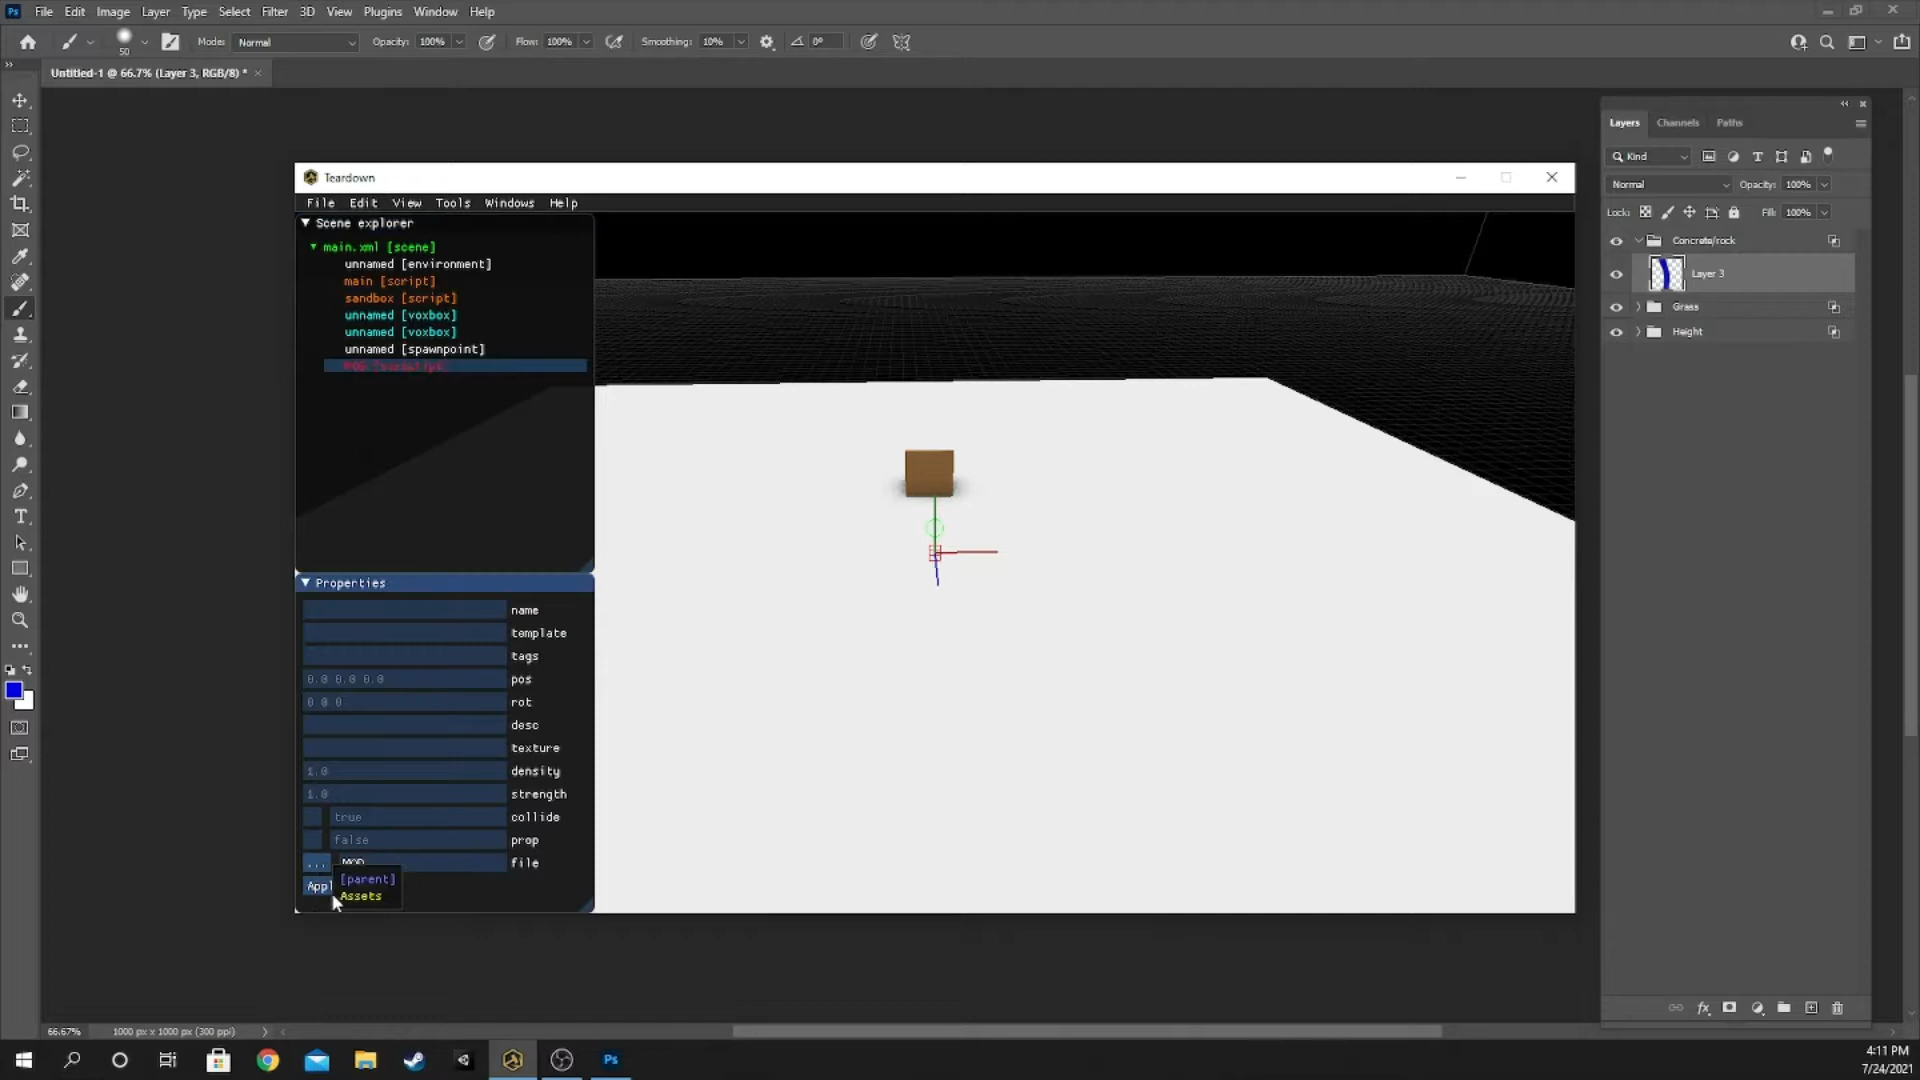 Ps File Edit Image Layer Type Select Filter 3D View Plugins Window Help
50 Mode: Normal Opacity: 100% Flow: 100% Smoothing: 10% 0°
Untitled-1 @ 66.7% (Layer 3, RGB/8) *
Teardown
File Edit View Tools Windows Help
Scene explorer
main.xml [scene]
unnamed [environment]
main [script]
sandbox [script]
unnamed [voxbox]
unnamed [voxbox]
unnamed [spawnpoint]
Properties
name
template
tags
0.0 0.0 0.0 pos
0.0 0 rot
desc
texture
1.0 density
1.0 strength
true collide
false prop
... MOD file
Appl
[parent]
Assets
Layers Channels Paths
Kind
Normal Opacity: 100%
Lock: Fill: 100%
Concrete/rock
Layer 3
Grass
Height
66.67% 1000 px x 1000 px (300 ppi)
Ps
4:11 PM
7/24/2021